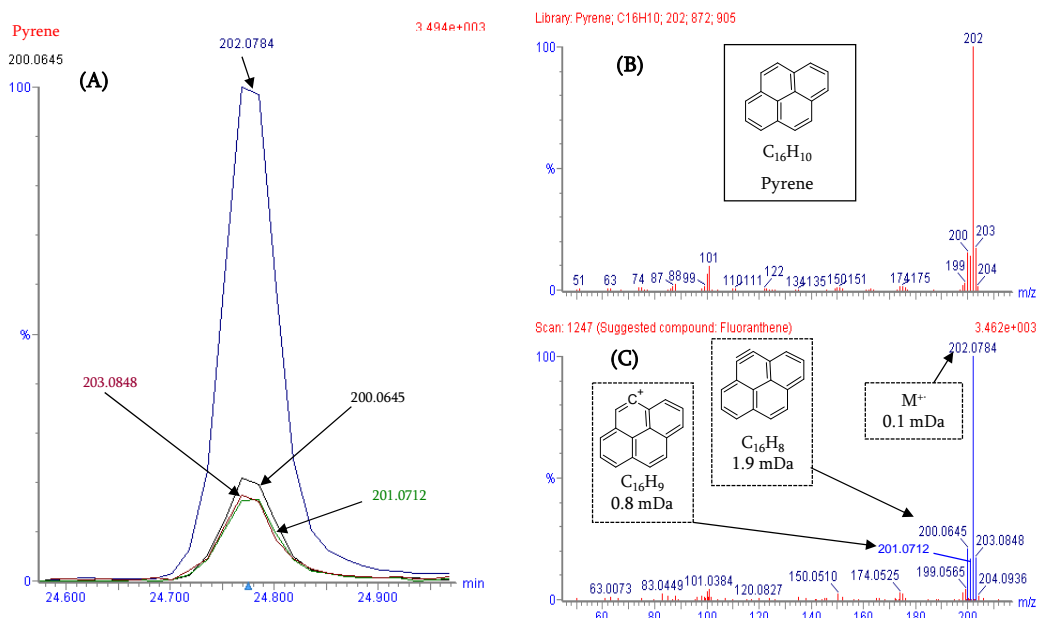 Pyrene
3.494e+003
202.0784
200.0645
(A)
100
%
203.0848
200.0645
201.0712
0
min
24.600 24.700 24.800 24.900
Library: Pyrene; C16H10; 202; 872; 905
202
100
(B)
C₁₆H₁₀
Pyrene
%
200 203
199
204
101
51 63 74 87 88 99 110 111 122 134 135 150 151 174 175
0
m/z
Scan: 1247 (Suggested compound: Fluoranthene)
3.462e+003
100
202.0784
(C)
C⁺
C₁₆H₉
0.8 mDa
C₁₆H₈
1.9 mDa
M⁺·
0.1 mDa
%
200.0645
201.0712
203.0848
63.0073 83.0449 101.0384 120.0827 150.0510 174.0525 199.0565 204.0936
0
m/z
60 80 100 120 140 160 180 200